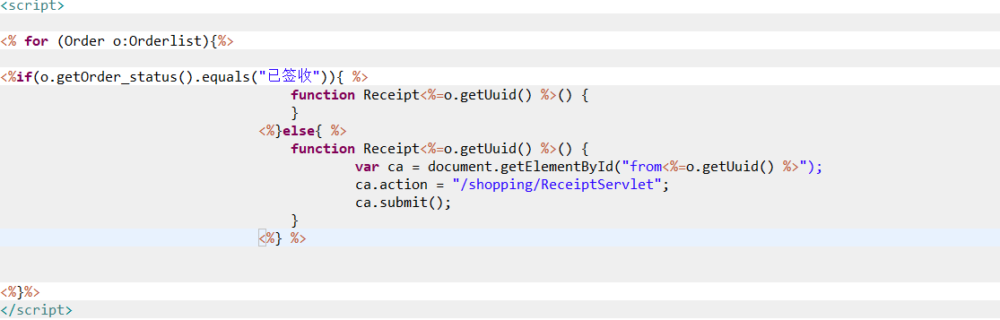 <script>
<% for (Order o:Orderlist){%>
<%if(o.getOrder_status().equals("已签收")){ %>
function Receipt<%=o.getUuid() %>() {
}
<%}else{ %>
function Receipt<%=o.getUuid() %>() {
var ca = document.getElementById("from<%=o.getUuid() %>");
ca.action = "/shopping/ReceiptServlet";
ca.submit();
}
<%} %>
<%}%>
</script>